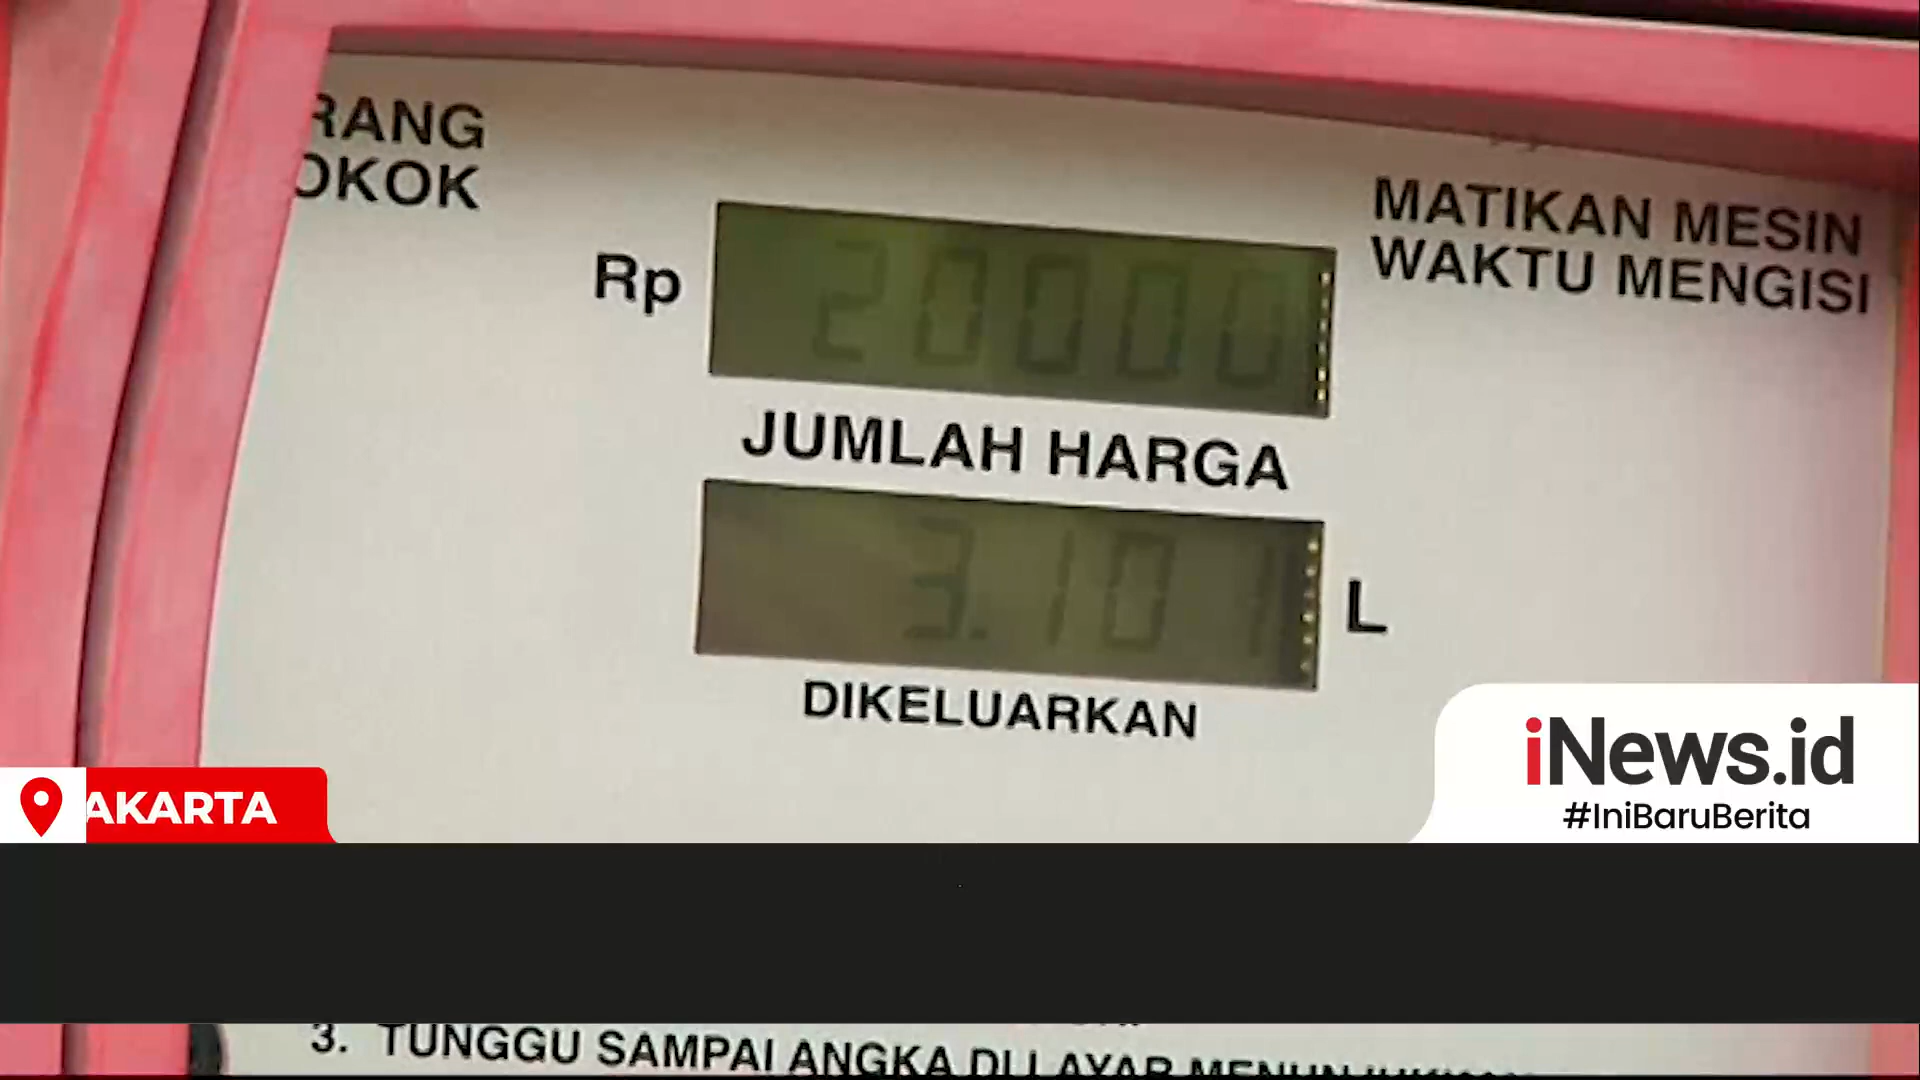 RANG
OKOK
MATIKAN MESIN
WAKTU MENGISI
Rp
20000
JUMLAH HARGA
3.101
L
DIKELUARKAN
iNews.id
#IniBaruBerita
AKARTA
3. TUNGGU SAMPAI ANGKA DI LAYAR